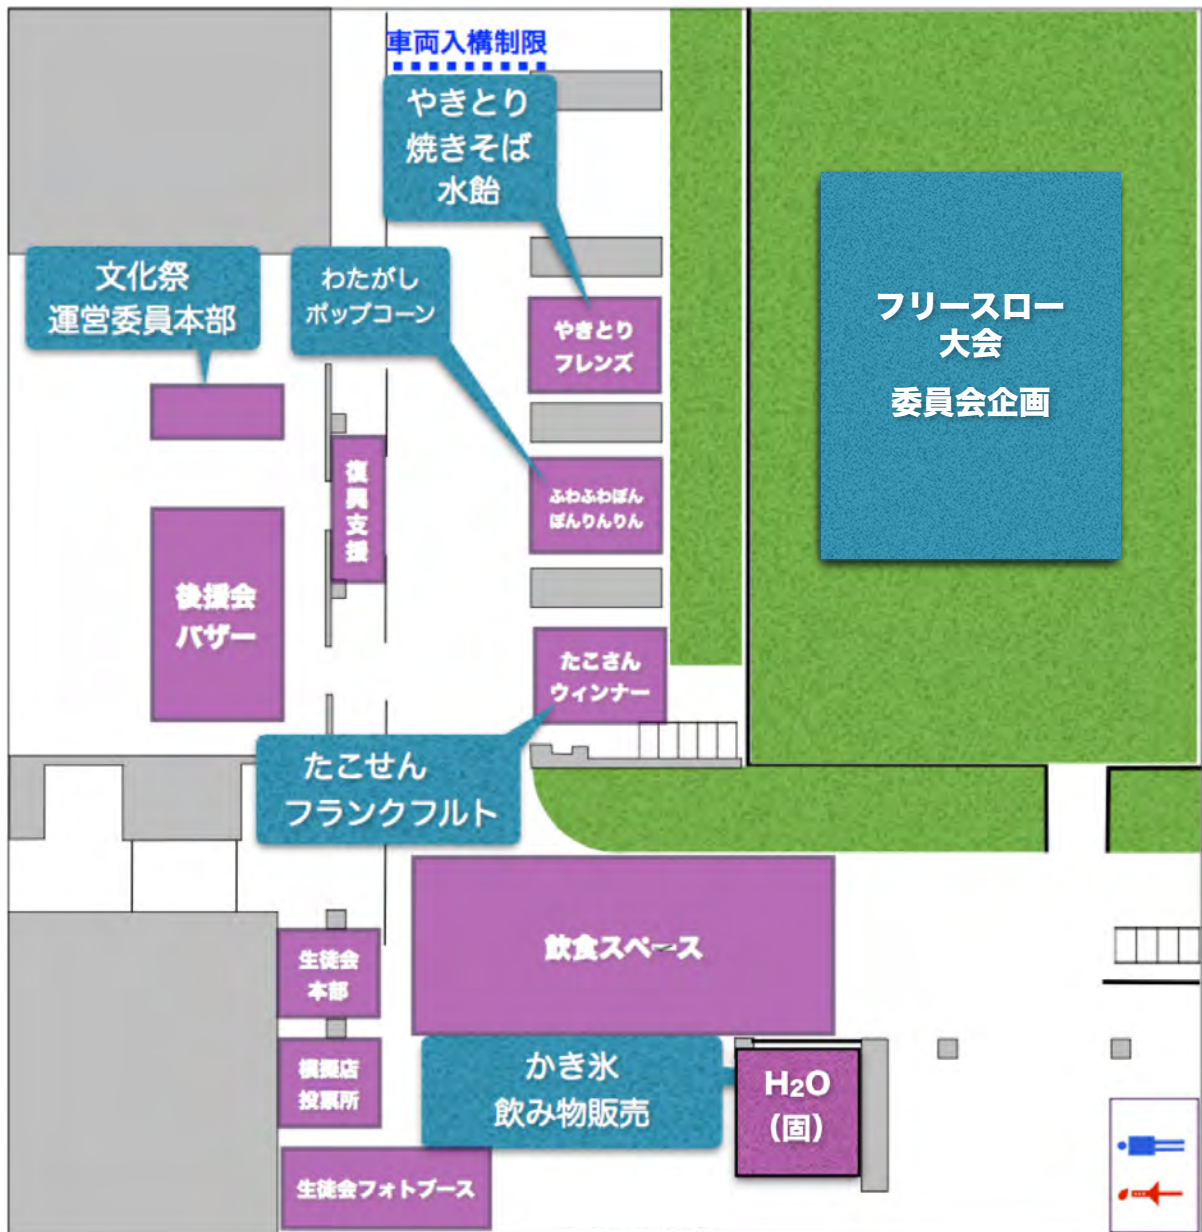 車両入構制限
やきとり
焼きそば
水飴
文化祭
運営委員本部
わたがし
ポップコーン
やきとり
フレンズ
フリースロー
大会
委員会企画
復興支援
ふわふわぽん
ぽんりんりん
後援会
バザー
たこさん
ウィンナー
たこせん
フランクフルト
飲食スペース
生徒会
本部
かき氷
飲み物販売
H₂O
(固)
模擬店
投票所
生徒会フォトブース